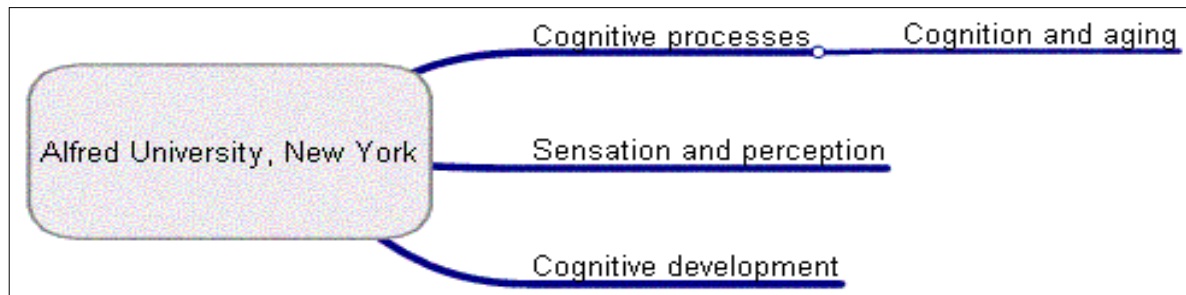 Cognitive processes
Cognition and aging
Alfred University, New York
Sensation and perception
Cognitive development